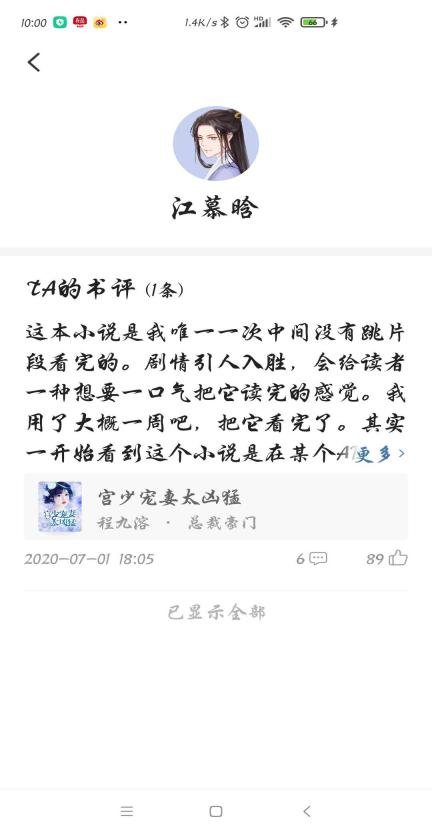 10:00
1.4K/s
HD
66
江慕晗
tA的书评 (1条)
这本小说是我唯一一次中间没有跳片
段看完的。剧情引人入胜，会给读者
一种想要一口气把它读完的感觉。我
用了大概一周吧，把它看完了。其实
一开始看到这个小说是在某个A
更多
宫少宠妻太凶猛
程九溶 · 总裁豪门
2020-07-01 18:05
6
89
已显示全部